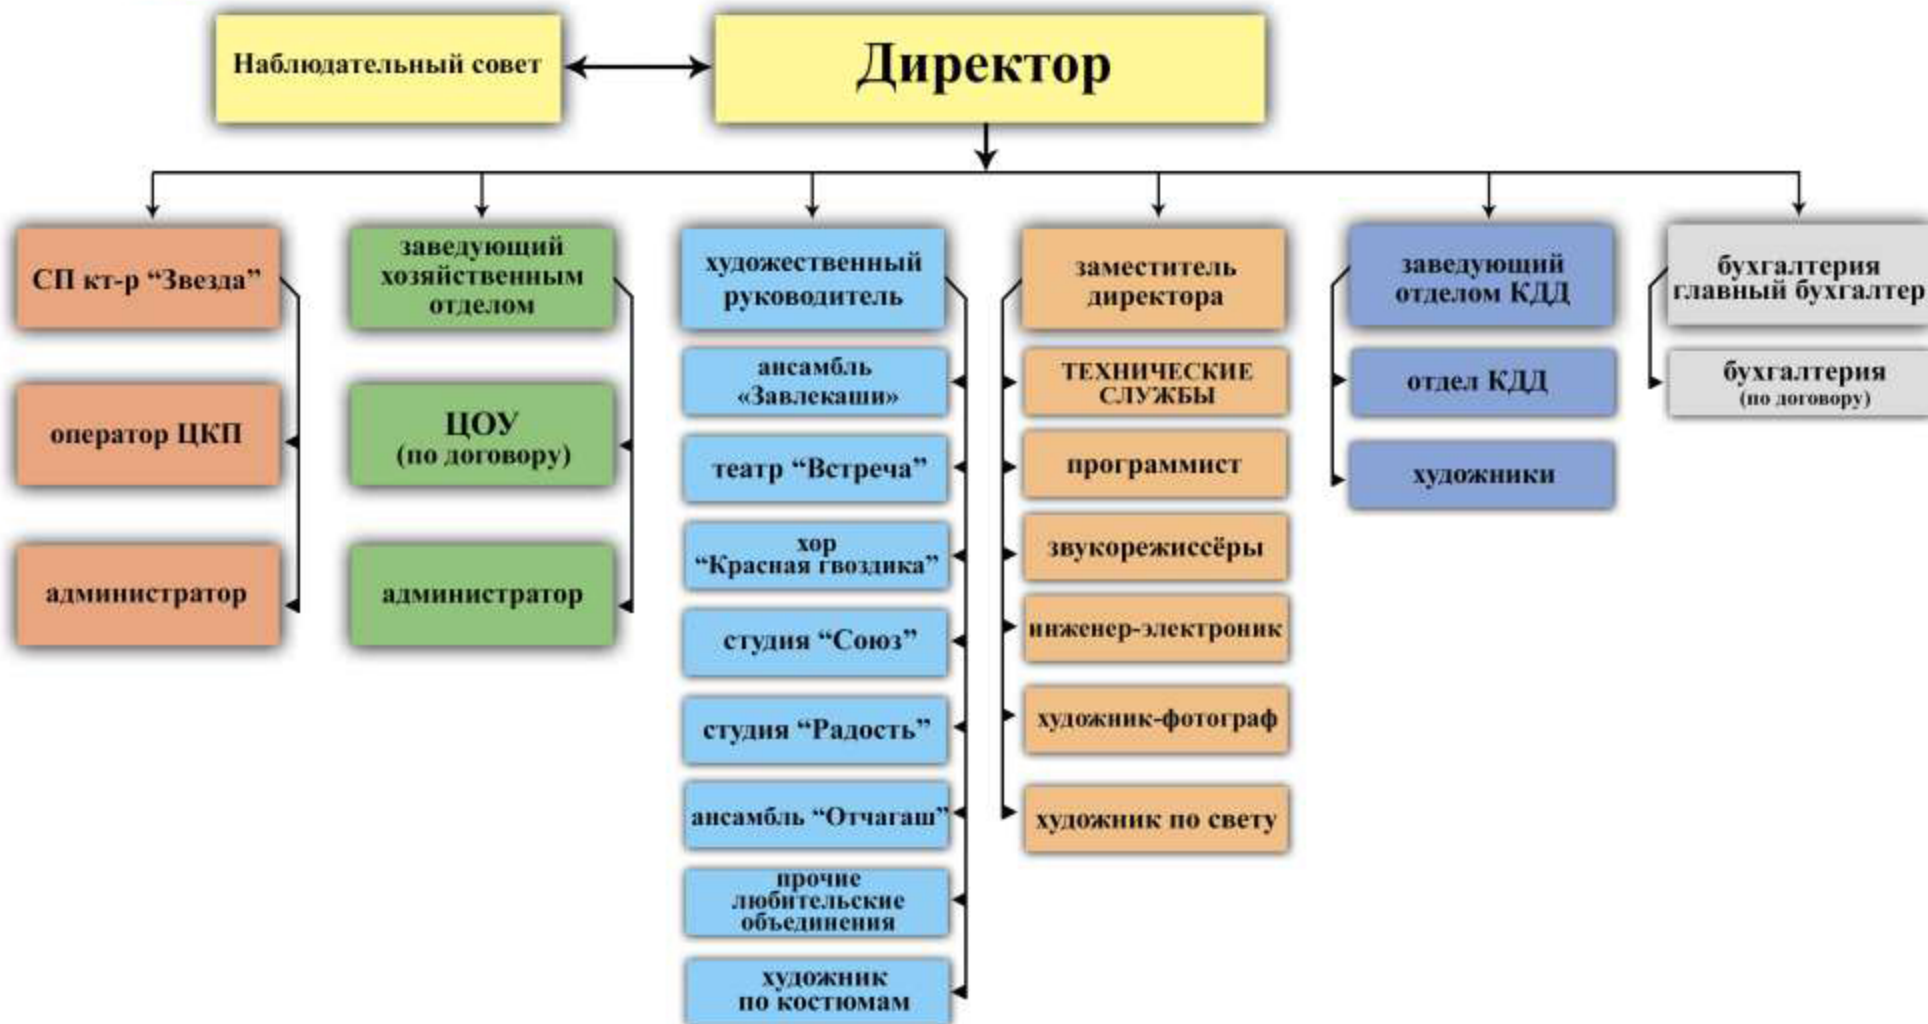 Наблюдательный совет
Директор
СП кт-р “Звезда”
оператор ЦКП
администратор
заведующий
хозяйственным
отделом
ЦОУ
(по договору)
администратор
художественный
руководитель
ансамбль
«Завлекаши»
театр “Встреча”
хор
“Красная гвоздика”
студия “Союз”
студия “Радость”
ансамбль “Отчагаш”
прочие
любительские
объединения
художник
по костюмам
заместитель
директора
ТЕХНИЧЕСКИЕ
СЛУЖБЫ
программист
звукорежиссёры
инженер-электроник
художник-фотограф
художник по свету
заведующий
отделом КДД
отдел КДД
художники
бухгалтерия
главный бухгалтер
бухгалтерия
(по договору)